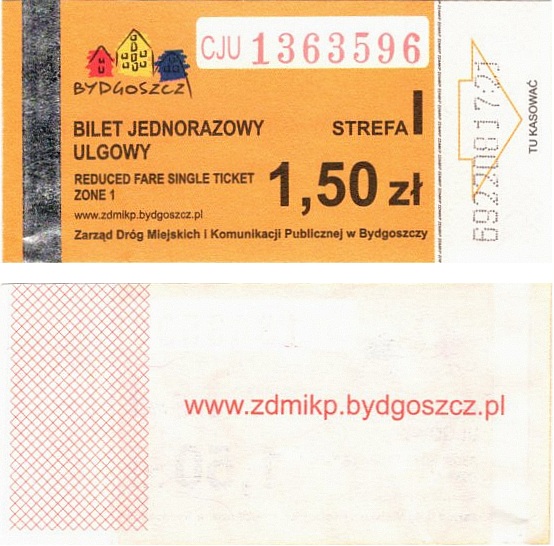 CJU 1363596
BYDGOSZCZ
BILET JEDNORAZOWY
ULGOWY
STREFA I
REDUCED FARE SINGLE TICKET
ZONE 1
1,50 zł
www.zdmikp.bydgoszcz.pl
Zarząd Dróg Miejskich i Komunikacji Publicznej w Bydgoszczy
TU KASOWAĆ
www.zdmikp.bydgoszcz.pl